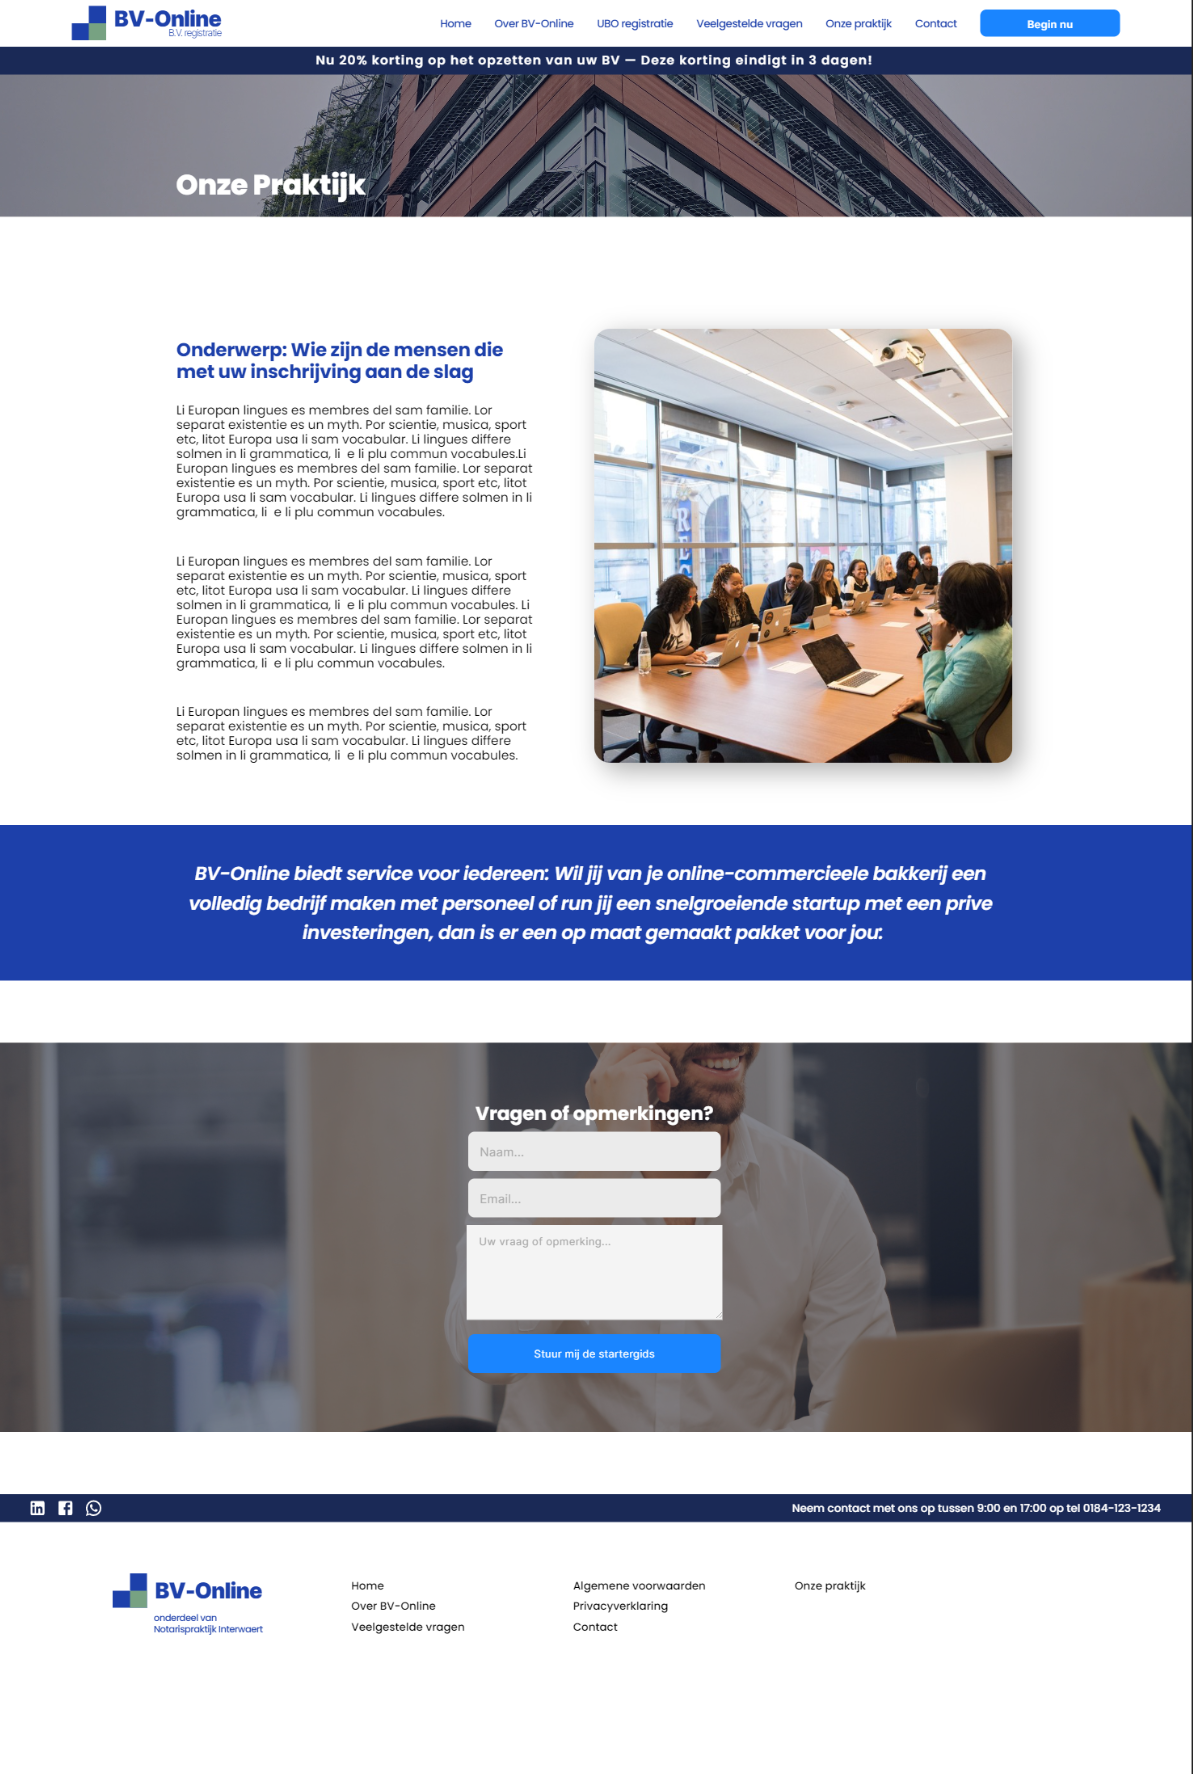 BV-Online
B.V. registratie
Home
Over BV-Online
UBO registratie
Veelgestelde vragen
Onze praktijk
Contact
Begin nu
Nu 20% korting op het opzetten van uw BV — Deze korting eindigt in 3 dagen!
Onze Praktijk
Onderwerp: Wie zijn de mensen die
met uw inschrijving aan de slag
Li Europan lingues es membres del sam familie. Lor
separat existentie es un myth. Por scientie, musica, sport
etc, litot Europa usa li sam vocabular. Li lingues differe
solmen in li grammatica, li  e li plu commun vocabules.Li
Europan lingues es membres del sam familie. Lor separat
existentie es un myth. Por scientie, musica, sport etc, litot
Europa usa li sam vocabular. Li lingues differe solmen in li
grammatica, li  e li plu commun vocabules.
Li Europan lingues es membres del sam familie. Lor
separat existentie es un myth. Por scientie, musica, sport
etc, litot Europa usa li sam vocabular. Li lingues differe
solmen in li grammatica, li  e li plu commun vocabules. Li
Europan lingues es membres del sam familie. Lor separat
existentie es un myth. Por scientie, musica, sport etc, litot
Europa usa li sam vocabular. Li lingues differe solmen in li
grammatica, li  e li plu commun vocabules.
Li Europan lingues es membres del sam familie. Lor
separat existentie es un myth. Por scientie, musica, sport
etc, litot Europa usa li sam vocabular. Li lingues differe
solmen in li grammatica, li  e li plu commun vocabules.
BV-Online biedt service voor iedereen: Wil jij van je online-commercieele bakkerij een
volledig bedrijf maken met personeel of run jij een snelgroeiende startup met een prive
investeringen, dan is er een op maat gemaakt pakket voor jou:
Vragen of opmerkingen?
Naam...
Email...
Uw vraag of opmerking...
Stuur mij de startergids
Neem contact met ons op tussen 9:00 en 17:00 op tel 0184-123-1234
BV-Online
onderdeel van
Notarispraktijk Interwaert
Home
Over BV-Online
Veelgestelde vragen
Algemene voorwaarden
Privacyverklaring
Contact
Onze praktijk